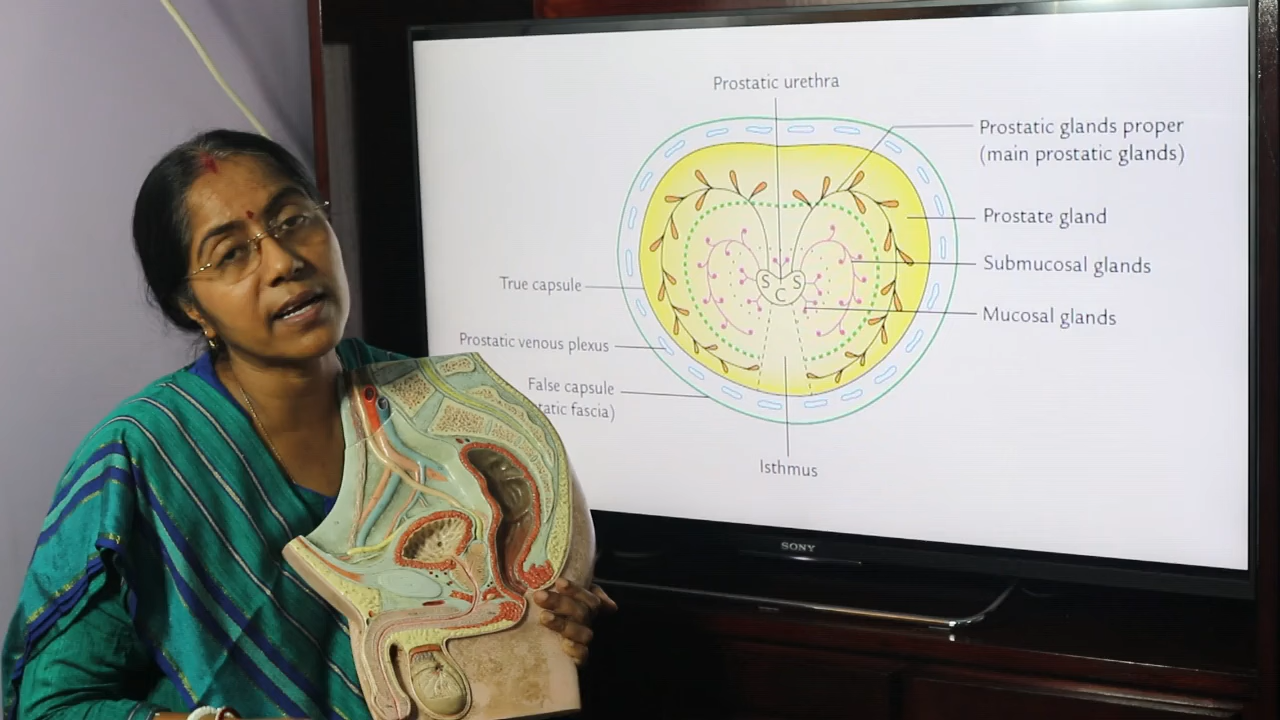 Prostatic urethra
Prostatic glands proper
(main prostatic glands)
Prostate gland
Submucosal glands
Mucosal glands
True capsule
Prostatic venous plexus
False capsule
fascia)
S S
C
Isthmus
SONY